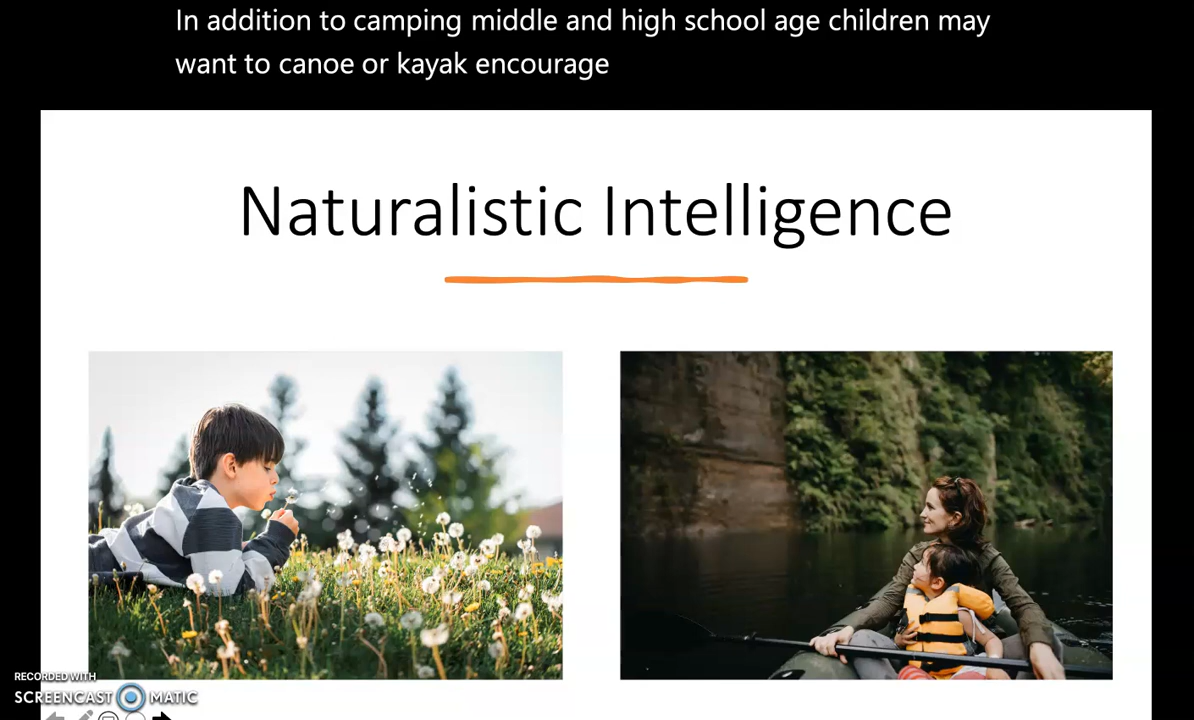 In addition to camping middle and high school age children may
want to canoe or kayak encourage
Naturalistic Intelligence
RECORDED WITH
SCREENCAST MATIC